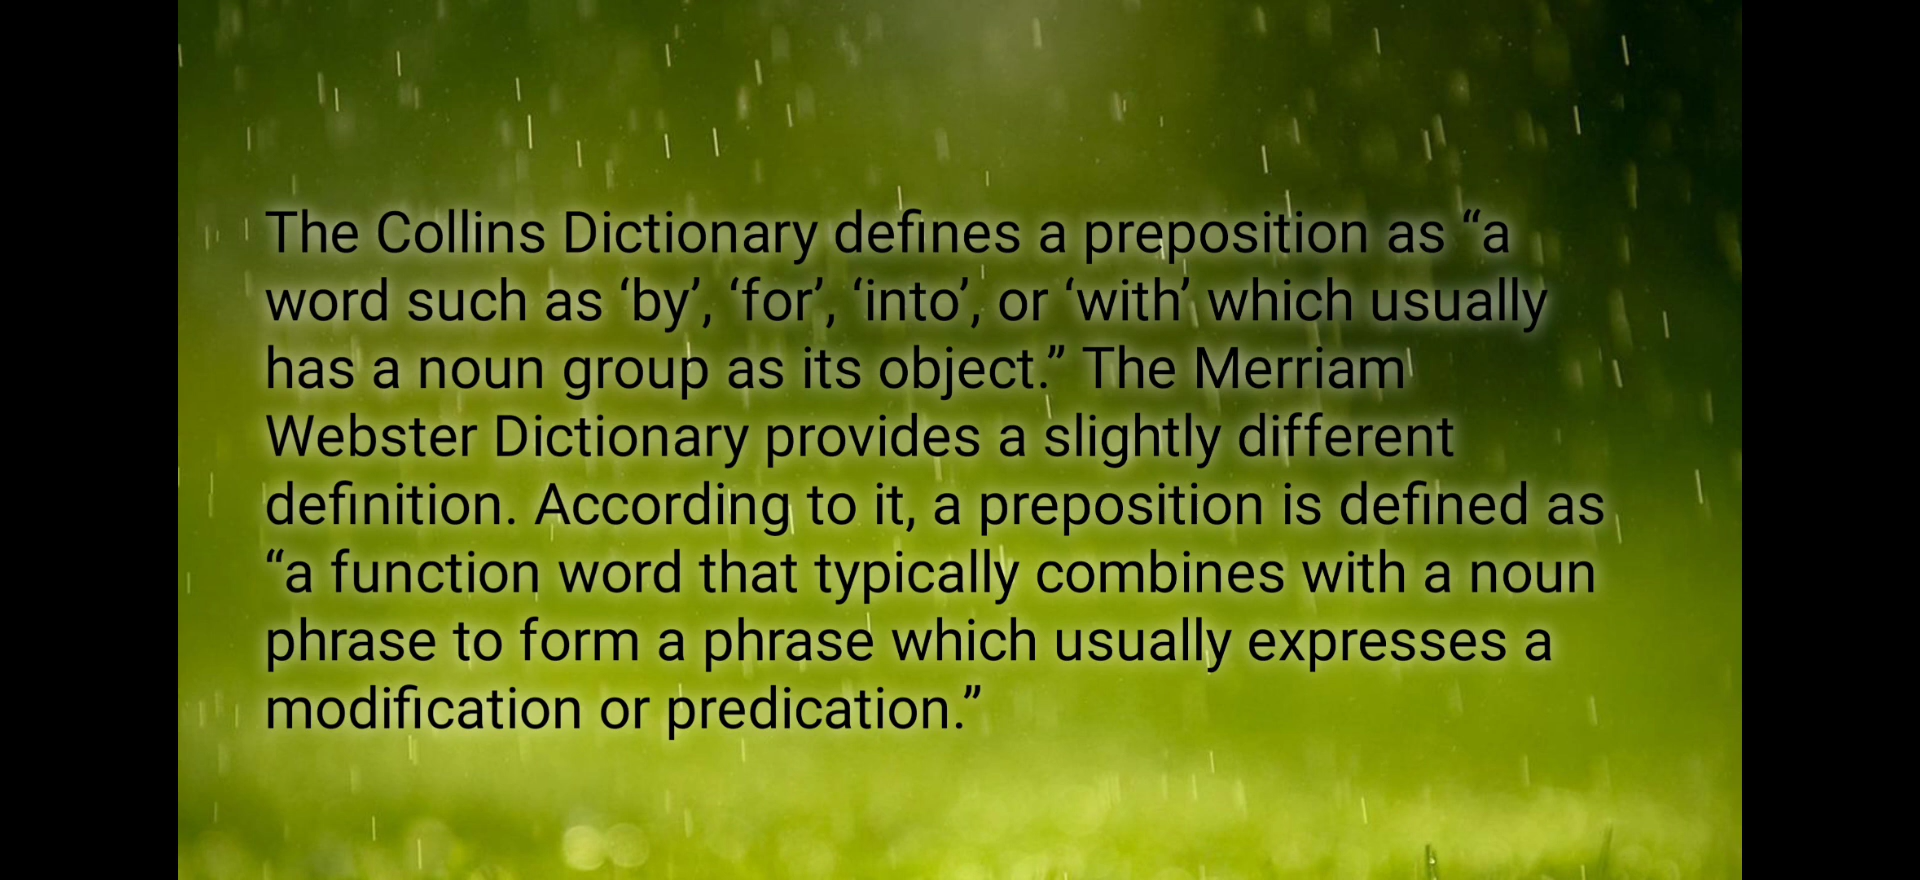 The Collins Dictionary defines a preposition as “a
word such as ‘by’, ‘for’, ‘into’, or ‘with’ which usually
has a noun group as its object.” The Merriam
Webster Dictionary provides a slightly different
definition. According to it, a preposition is defined as
“a function word that typically combines with a noun
phrase to form a phrase which usually expresses a
modification or predication.”